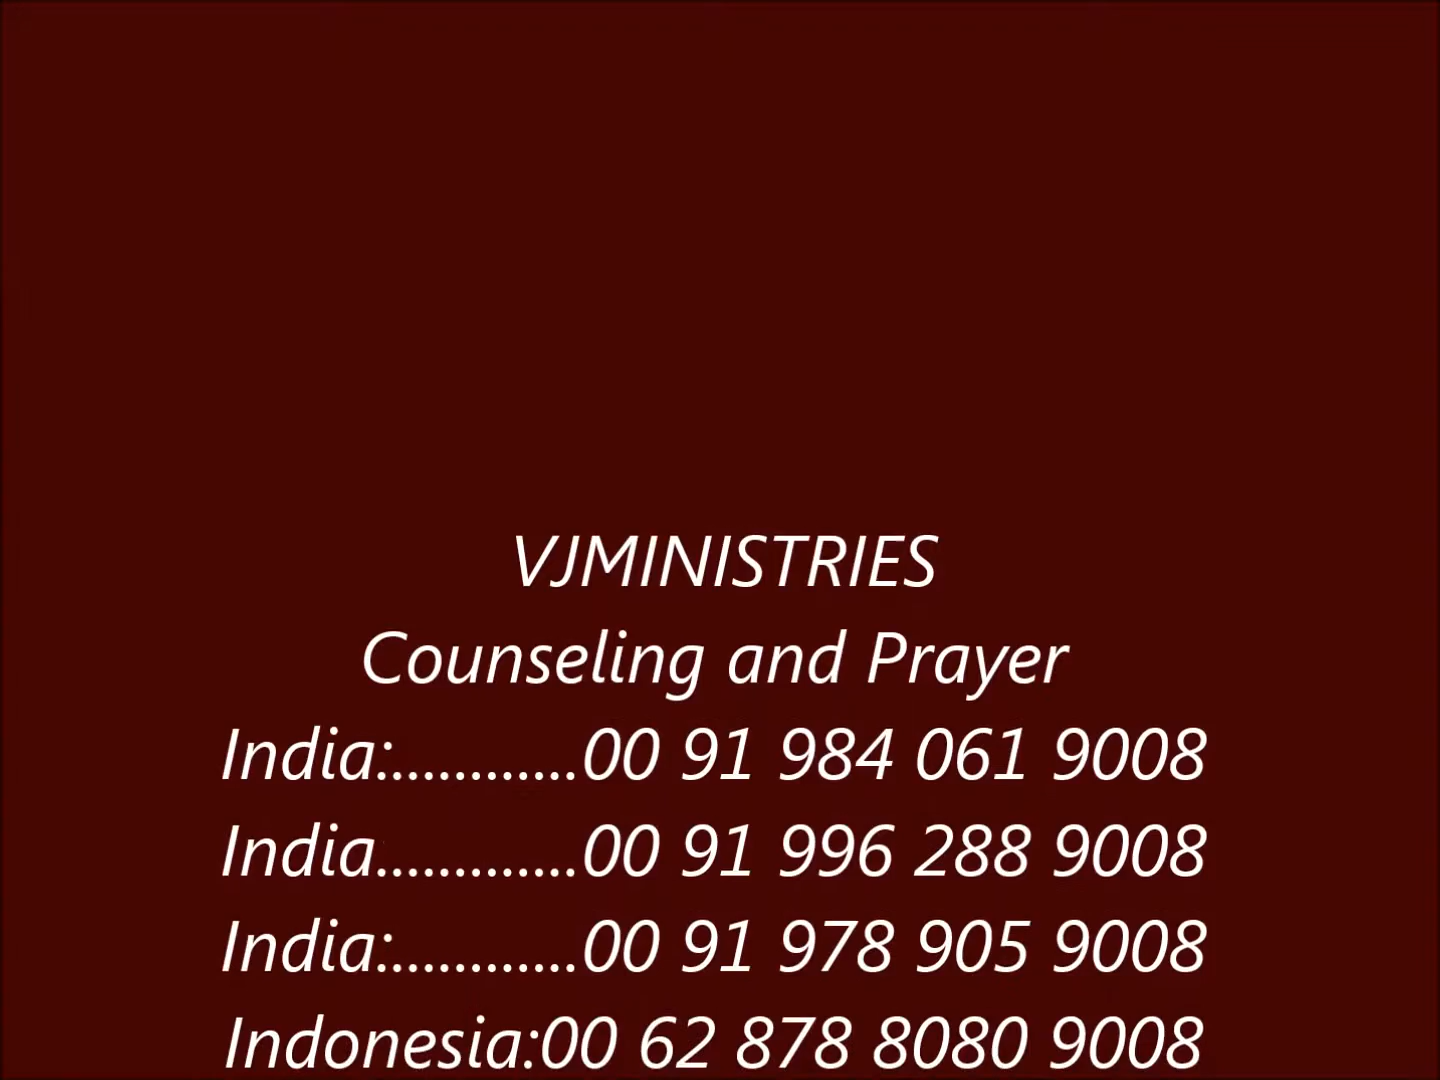 VJMINISTRIES
Counseling and Prayer
India:............00 91 984 061 9008
India.............00 91 996 288 9008
India:............00 91 978 905 9008
Indonesia:00 62 878 8080 9008